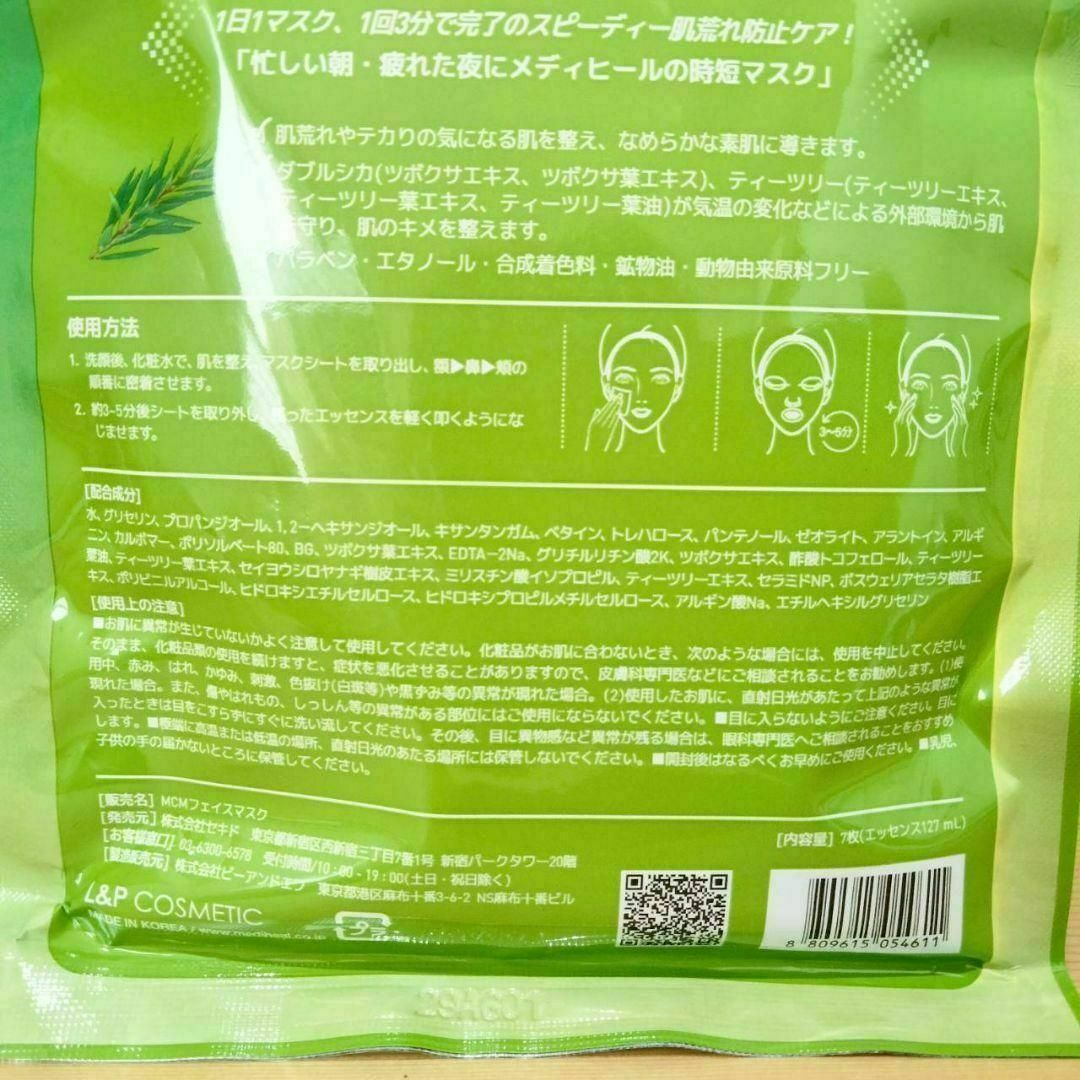 1日1マスク、1回3分で完了のスピーディー肌荒れ防止ケア！
「忙しい朝・疲れた夜にメディヒールの時短マスク」
肌荒れやテカりの気になる肌を整え、なめらかな素肌に導きます。
ダブルシカ(ツボクサエキス、ツボクサ葉エキス)、ティーツリー(ティーツリーエキス、
ティーツリー葉エキス、ティーツリー葉油)が気温の変化などによる外部環境から肌
守り、肌のキメを整えます。
パラベン・エタノール・合成着色料・鉱物油・動物由来原料フリー
使用方法
1. 洗顔後、化粧水で、肌を整え、マスクシートを取り出し、額▶鼻▶頬の
順番に密着させます。
2. 約3-5分後シートを取り外し、ったエッセンスを軽く叩くようにな
じませます。
3〜5分
[配合成分]
水、グリセリン、プロパンジオール、1,2-ヘキサンジオール、キサンタンガム、ベタイン、トレハロース、パンテノール、ゼオライト、アラントイン、アルギ
ニン、カルボマー、ポリソルベート80、BG、ツボクサ葉エキス、EDTA-2Na、グリチルリチン酸2K、ツボクサエキス、酢酸トコフェロール、ティーツリー
葉油、ティーツリー葉エキス、セイヨウシロヤナギ樹皮エキス、ミリスチン酸イソプロピル、ティーツリーエキス、セラミドNP、ボスウェリアセラタ樹脂エ
キス、ポリビニルアルコール、ヒドロキシエチルセルロース、ヒドロキシプロピルメチルセルロース、アルギン酸Na、エチルヘキシルグリセリン
[使用上の注意]
■お肌に異常が生じていないかよく注意して使用してください。化粧品がお肌に合わないとき、次のような場合には、使用を中止してください。
そのまま、化粧品類の使用を続けますと、症状を悪化させることがありますので、皮膚科専門医などにご相談されることをお勧めします。(1)使
用中、赤み、はれ、かゆみ、刺激、色抜け(白斑等)や黒ずみ等の異常が現れた場合。(2)使用したお肌に、直射日光があたって上記のような異常が
現れた場合。また、傷やはれもの、しっしん等の異常がある部位にはご使用にならないでください。■目に入らないようにご注意ください。目に
入ったときは目をこすらずにすぐに洗い流してください。その後、目に異物感など異常が残る場合は、眼科専門医へご相談されることをおすすめ
します。■極端に高温または低温の場所、直射日光のあたる場所には保管しないでください。■開封後はなるべくお早めにご使用ください。■乳児、
子供の手の届かないところに保管してください。
[販売名] MCMフェイスマスク
[発売元] 株式会社セキド 東京都新宿区西新宿三丁目7番1号 新宿パークタワー20階
[お客様窓口] 03-6300-6578 受付時間/10:00-19:00(土日・祝日除く)
[製造販売元] 株式会社ピーアンドエフ 東京都港区麻布十番3-6-2 NS麻布十番ビル
[内容量] 7枚(エッセンス127 mL)
L&P COSMETIC
MADE IN KOREA / www.mediheal.co.jp
プラ
8 809615 054611
29AG01